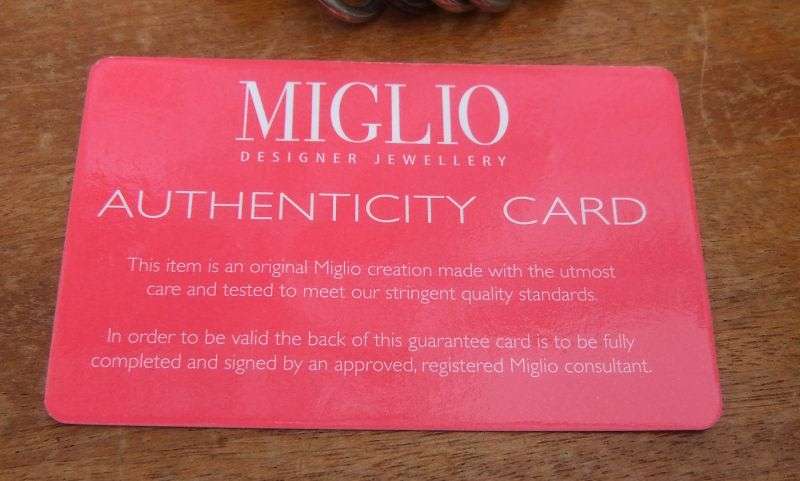 MIGLIO
DESIGNER JEWELLERY
AUTHENTICITY CARD
This item is an original Miglio creation made with the utmost
care and tested to meet our stringent quality standards.
In order to be valid the back of this guarantee card is to be fully
completed and signed by an approved, registered Miglio consultant.